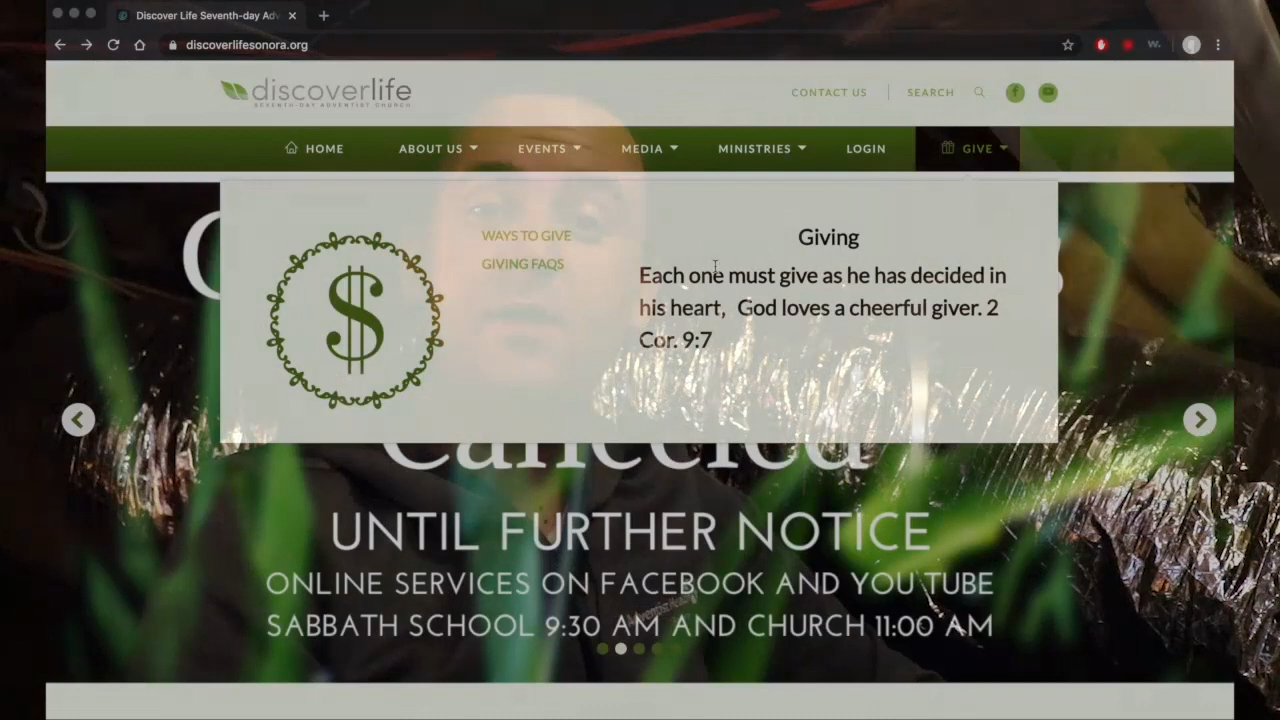 Discover Life Seventh-day Adv
discoverlifesonora.org
discoverlife
SEVENTH-DAY ADVENTIST CHURCH
CONTACT US
SEARCH
HOME
ABOUT US
EVENTS
MEDIA
MINISTRIES
LOGIN
GIVE
WAYS TO GIVE
GIVING FAQS
$
Giving
Each one must give as he has decided in
his heart, God loves a cheerful giver. 2
Cor. 9:7
Canceled
UNTIL FURTHER NOTICE
ONLINE SERVICES ON FACEBOOK AND YOU TUBE
SABBATH SCHOOL 9:30 AM AND CHURCH 11:00 AM